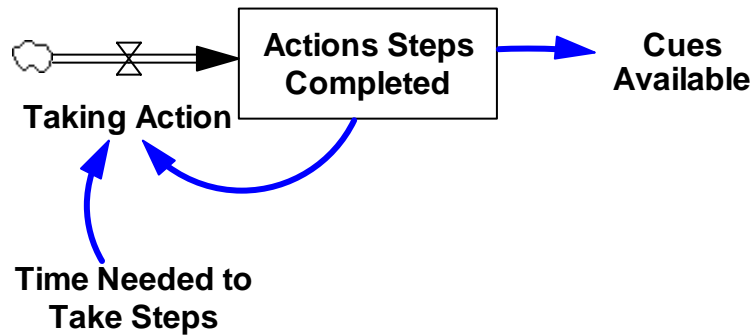 Actions Steps
Completed
Cues
Available
Taking Action
Time Needed to
Take Steps